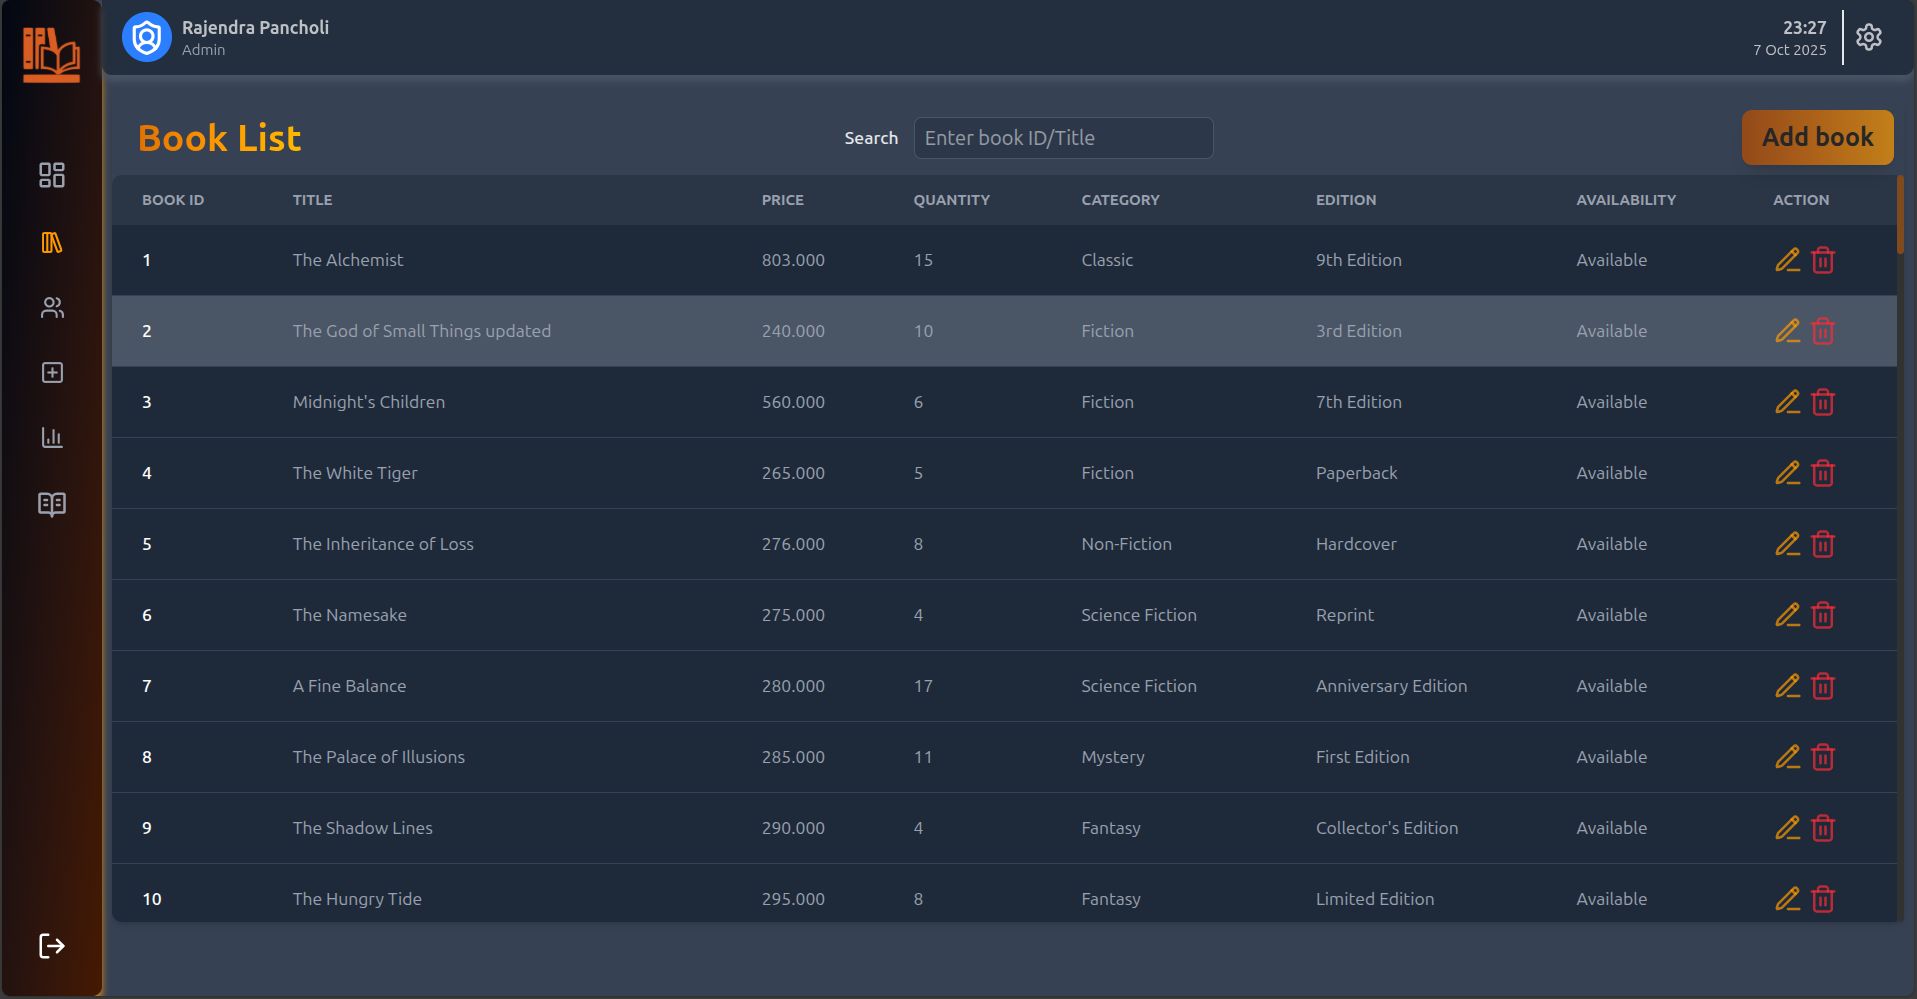 Rajendra Pancholi
Admin
23:27
7 Oct 2025
Book List
Search
Enter book ID/Title
Add book
BOOK ID TITLE PRICE QUANTITY CATEGORY EDITION AVAILABILITY ACTION
1 The Alchemist 803.000 15 Classic 9th Edition Available
2 The God of Small Things updated 240.000 10 Fiction 3rd Edition Available
3 Midnight's Children 560.000 6 Fiction 7th Edition Available
4 The White Tiger 265.000 5 Fiction Paperback Available
5 The Inheritance of Loss 276.000 8 Non-Fiction Hardcover Available
6 The Namesake 275.000 4 Science Fiction Reprint Available
7 A Fine Balance 280.000 17 Science Fiction Anniversary Edition Available
8 The Palace of Illusions 285.000 11 Mystery First Edition Available
9 The Shadow Lines 290.000 4 Fantasy Collector's Edition Available
10 The Hungry Tide 295.000 8 Fantasy Limited Edition Available